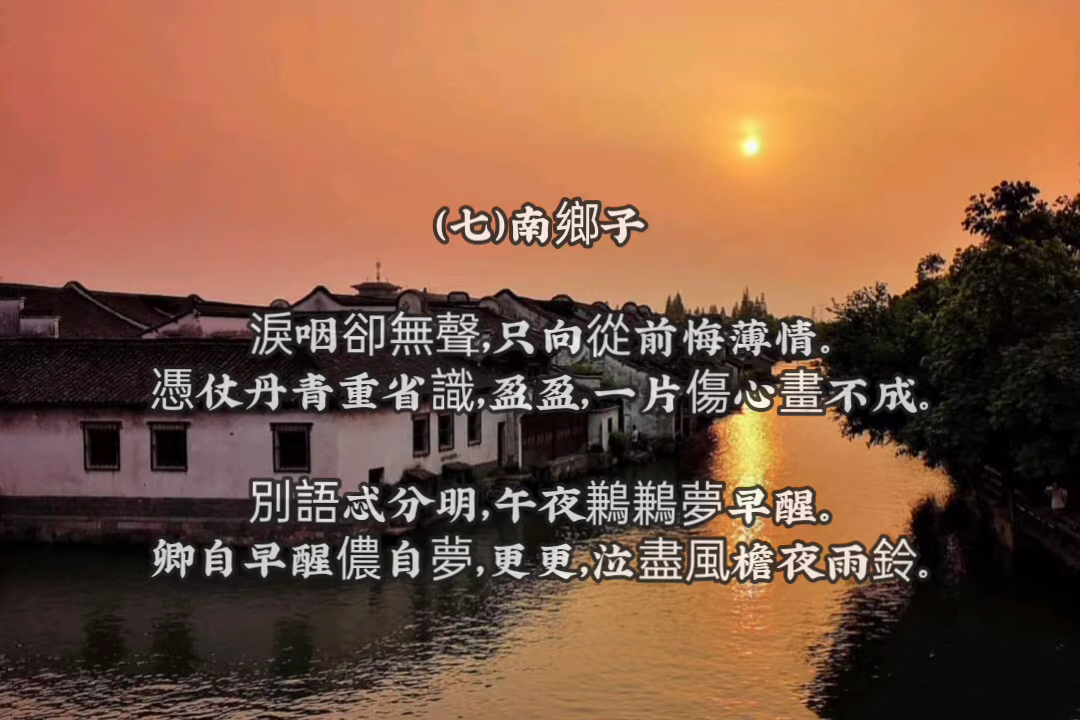 (七)南鄉子
淚咽卻無聲,只向從前悔薄情。
憑仗丹青重省識,盈盈,一片傷心畫不成。
別語忒分明,午夜鶼鶼夢早醒。
卿自早醒儂自夢,更更,泣盡風檐夜雨鈴。